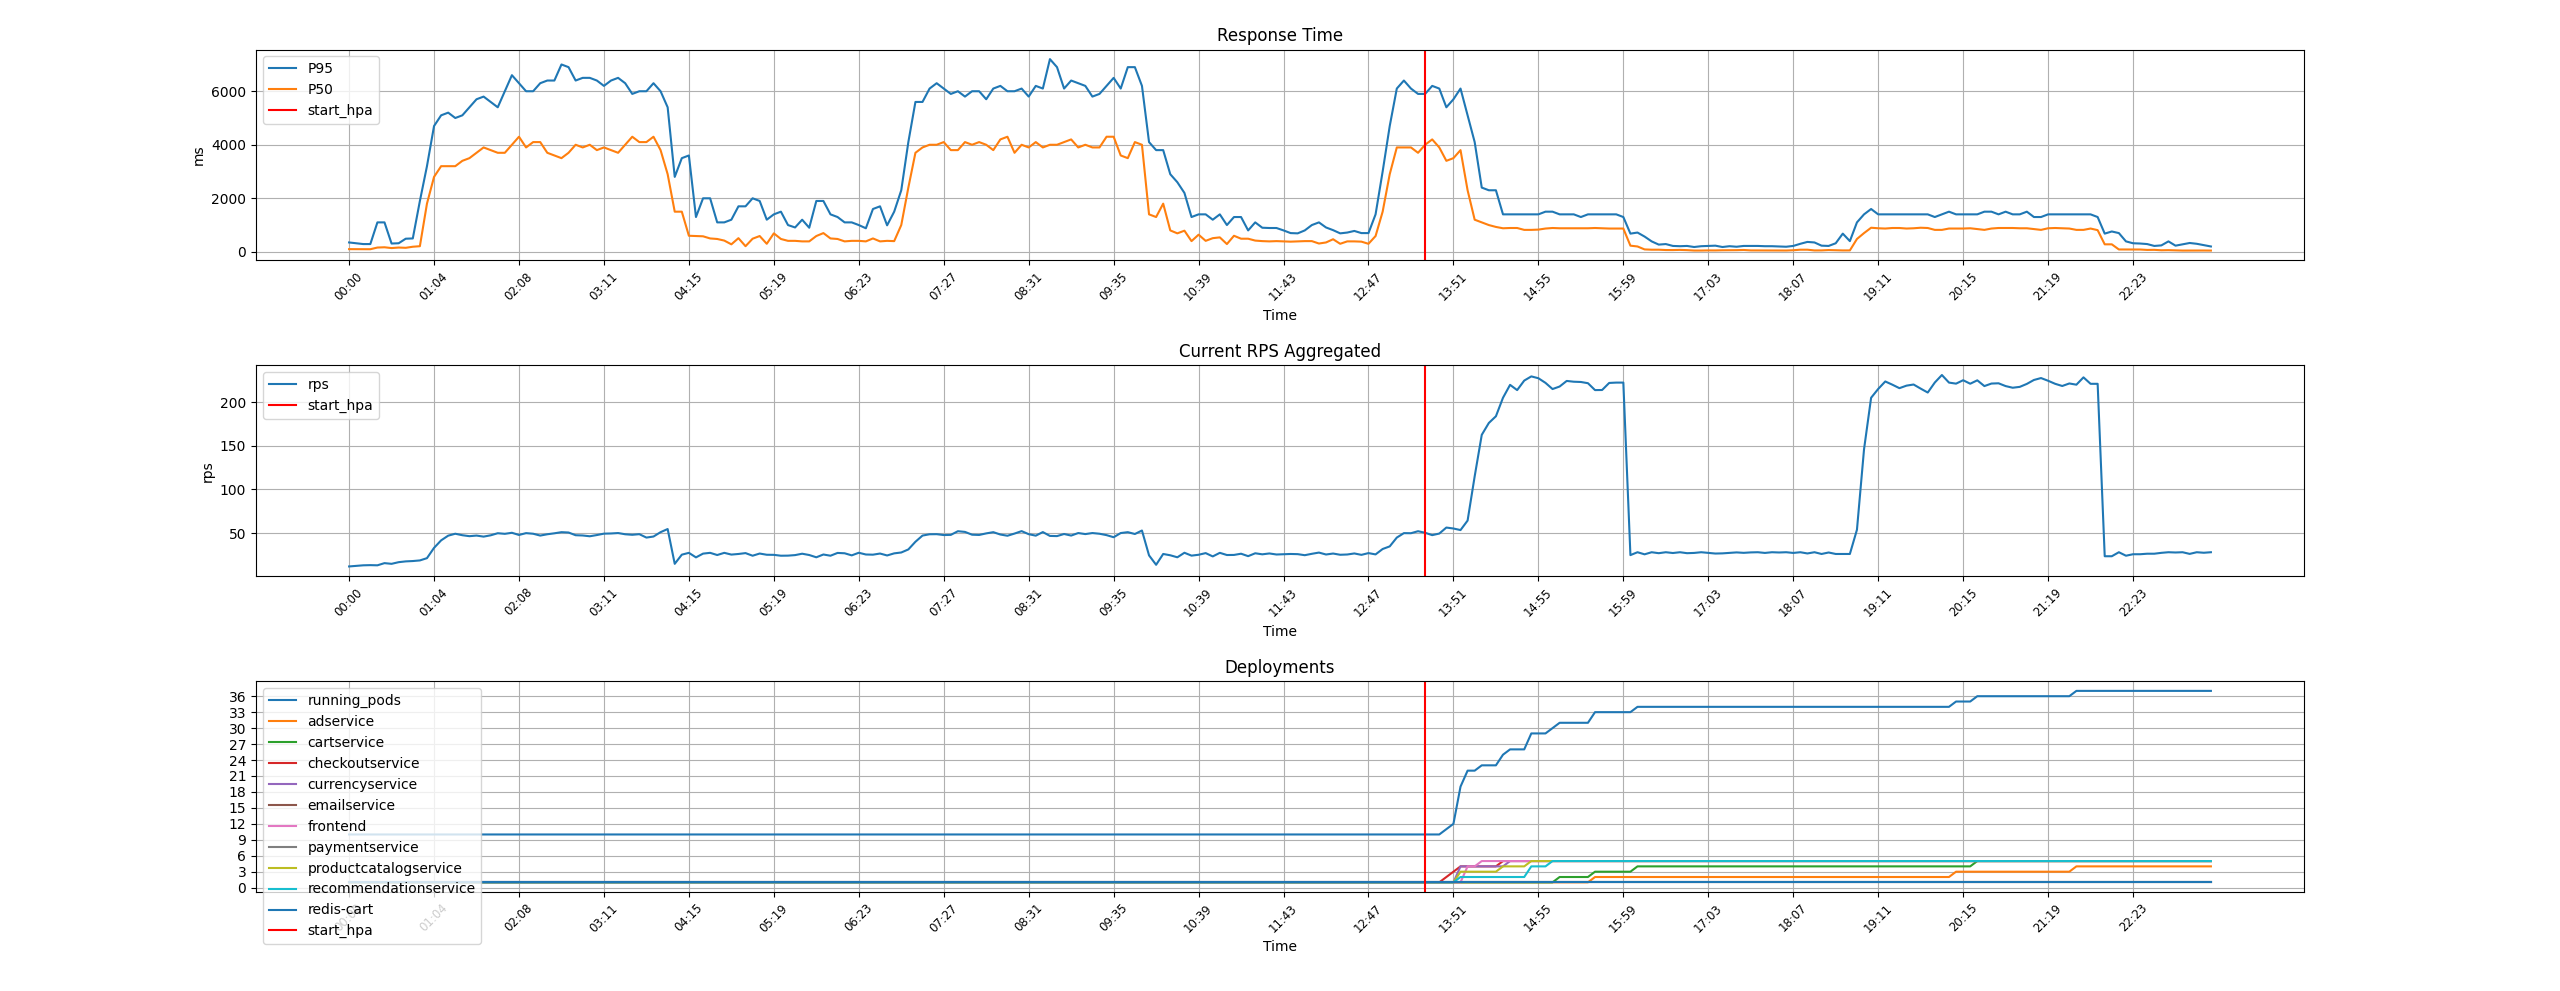 Response Time
P95
P50
start_hpa
6000
4000
2000
0
ms
00:00 01:04 02:08 03:11 04:15 05:19 06:23 07:27 08:31 09:35 10:39 11:43 12:47 13:51 14:55 15:59 17:03 18:07 19:11 20:15 21:19 22:23
Time
Current RPS Aggregated
rps
start_hpa
200
150
100
50
rps
00:00 01:04 02:08 03:11 04:15 05:19 06:23 07:27 08:31 09:35 10:39 11:43 12:47 13:51 14:55 15:59 17:03 18:07 19:11 20:15 21:19 22:23
Time
Deployments
running_pods
adservice
cartservice
checkoutservice
currencyservice
emailservice
frontend
paymentservice
productcatalogservice
recommendationservice
redis-cart
start_hpa
36
33
30
27
24
21
18
15
12
9
6
3
0
01:04 02:08 03:11 04:15 05:19 06:23 07:27 08:31 09:35 10:39 11:43 12:47 13:51 14:55 15:59 17:03 18:07 19:11 20:15 21:19 22:23
Time